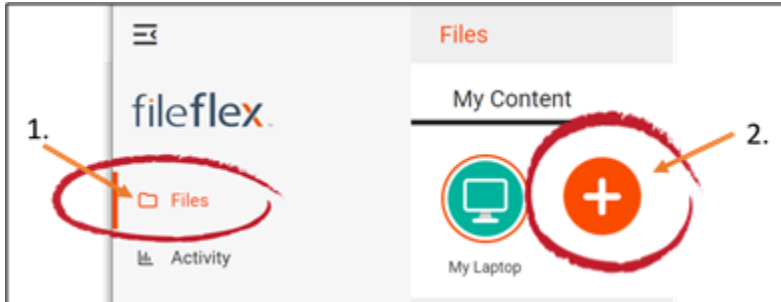 Files
fileflex
My Content
1.
2.
Files
Activity
My Laptop